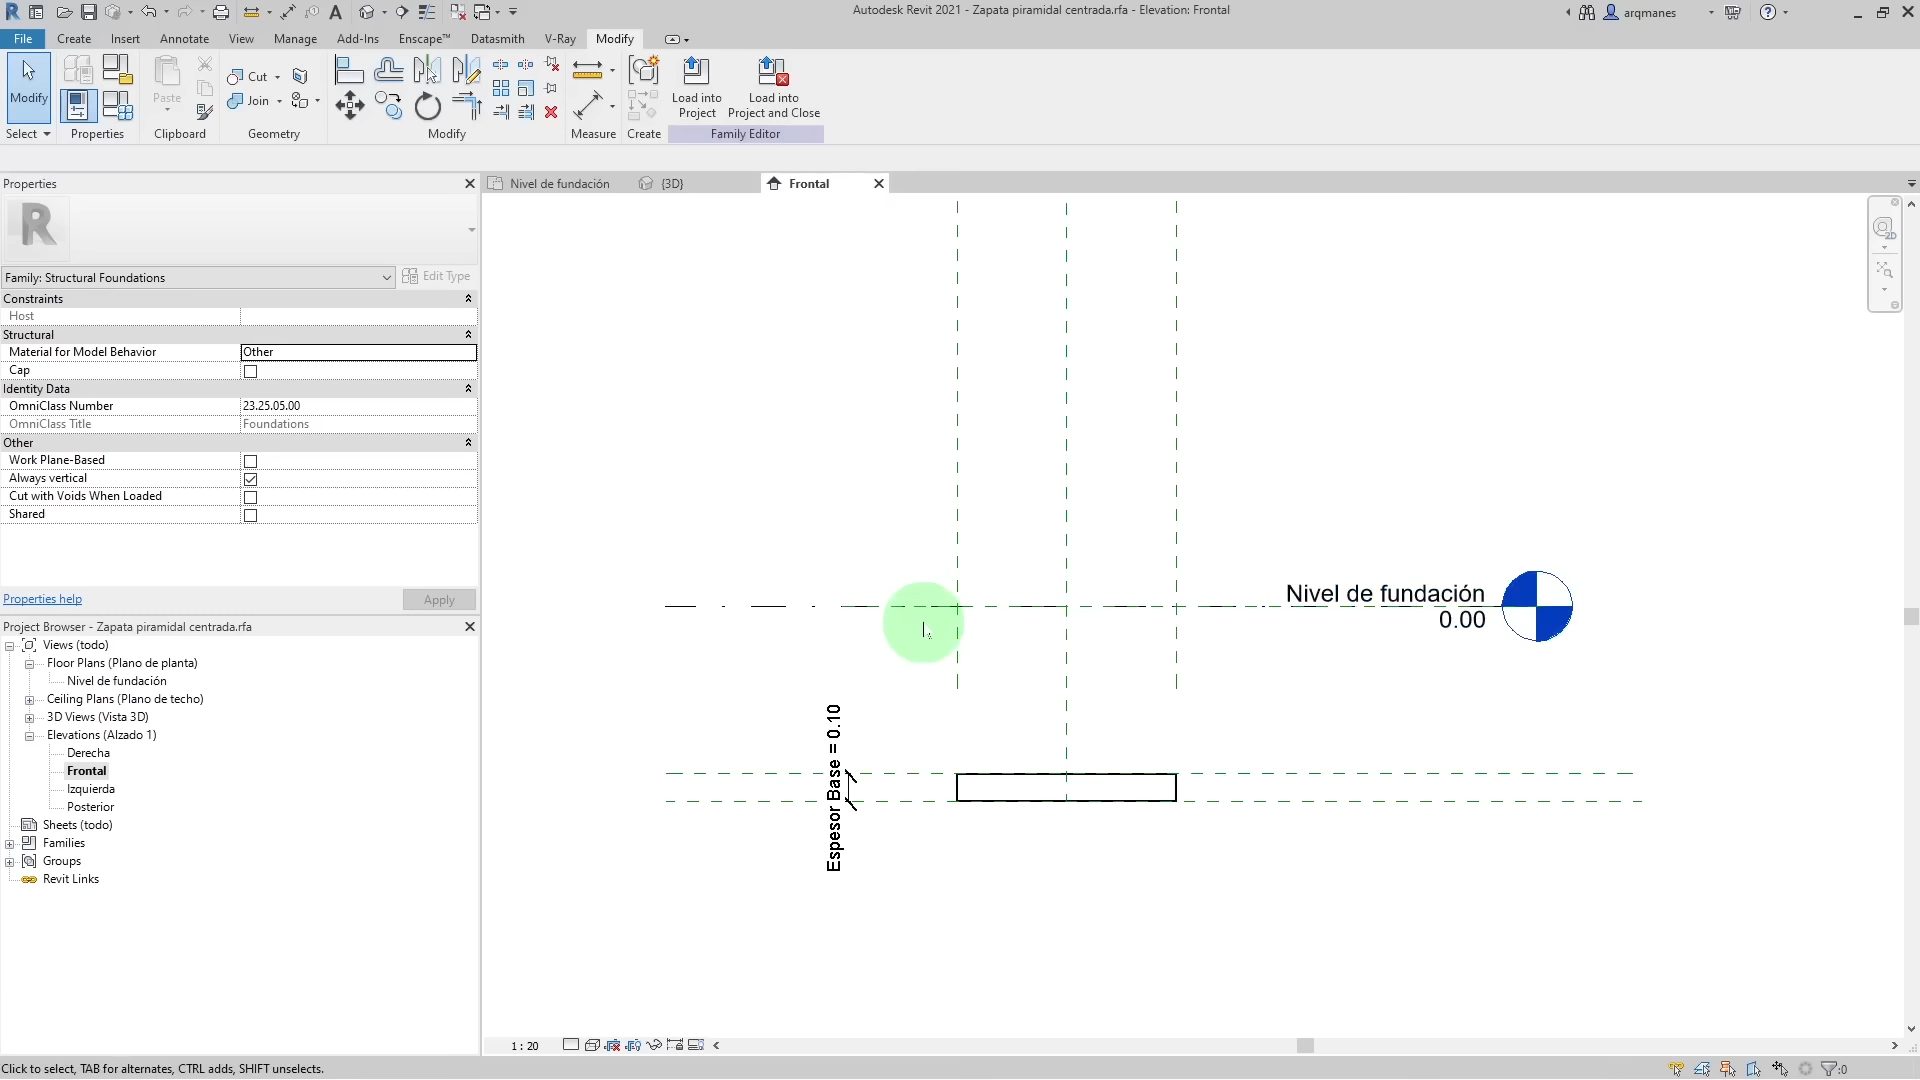 Autodesk Revit 2021 - Zapata piramidal centrada.rfa - Elevation: Frontal
arqmanes
File Create Insert Annotate View Manage Add-Ins Enscape™ Datasmith V-Ray Modify
Modify
Paste
Cut
Join
Load into Project
Load into Project and Close
Select Properties Clipboard Geometry Modify Measure Create Family Editor
Properties
Nivel de fundación {3D} Frontal
R
Family: Structural Foundations Edit Type
Constraints
Host
Structural
Material for Model Behavior Other
Cap
Identity Data
OmniClass Number 23.25.05.00
OmniClass Title Foundations
Other
Work Plane-Based
Always vertical
Cut with Voids When Loaded
Shared
Properties help Apply
Project Browser - Zapata piramidal centrada.rfa
Views (todo)
Floor Plans (Plano de planta)
Nivel de fundación
Ceiling Plans (Plano de techo)
3D Views (Vista 3D)
Elevations (Alzado 1)
Derecha
Frontal
Izquierda
Posterior
Sheets (todo)
Families
Groups
Revit Links
Nivel de fundación
0.00
Espesor Base = 0.10
2D
1 : 20
Click to select, TAB for alternates, CTRL adds, SHIFT unselects.
:0